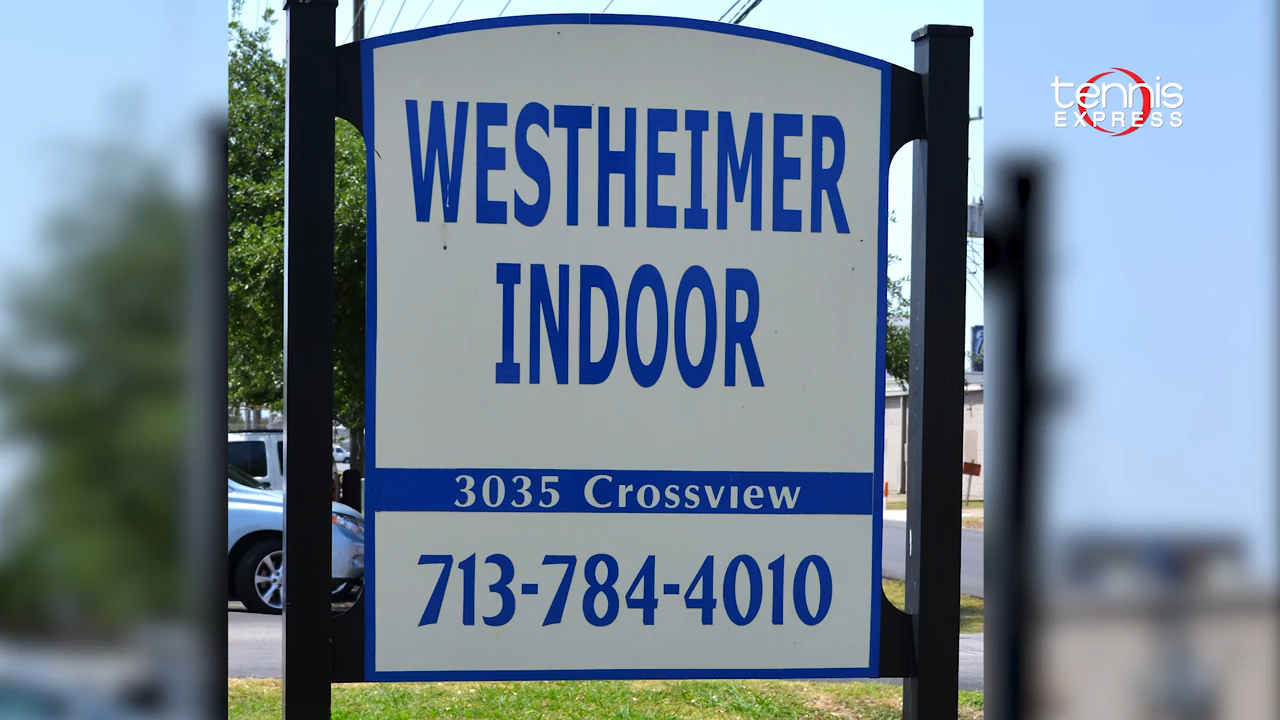 WESTHEIMER
INDOOR
3035 Crossview
713-784-4010
tennis
EXPRESS